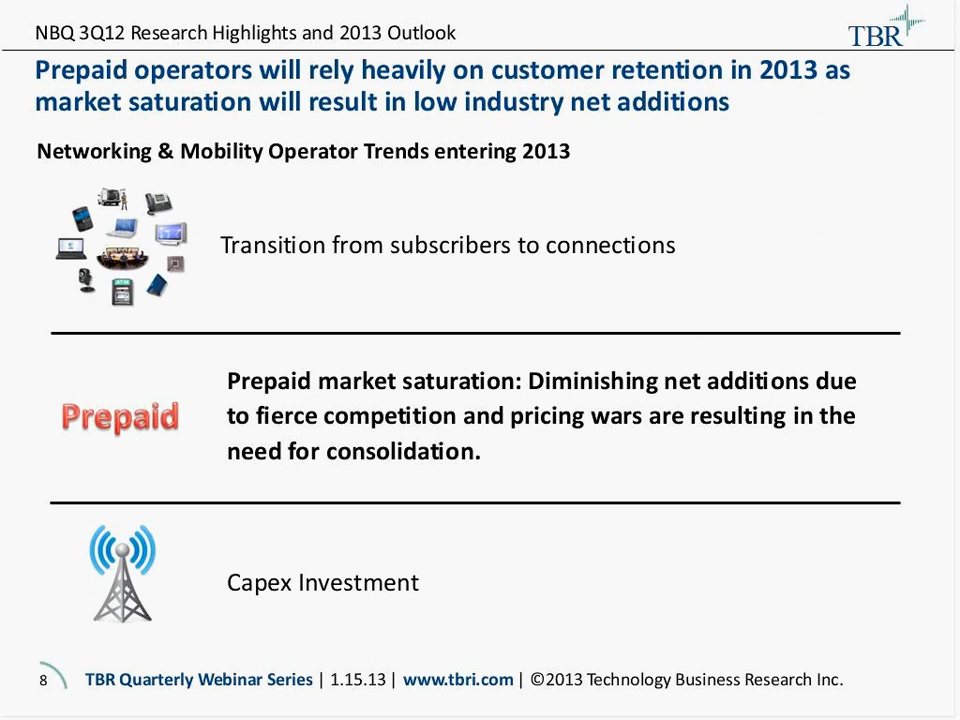 NBQ 3Q12 Research Highlights and 2013 Outlook
TBR
Prepaid operators will rely heavily on customer retention in 2013 as
market saturation will result in low industry net additions
Networking & Mobility Operator Trends entering 2013
Transition from subscribers to connections
Prepaid
Prepaid market saturation: Diminishing net additions due
to fierce competition and pricing wars are resulting in the
need for consolidation.
Capex Investment
8 TBR Quarterly Webinar Series | 1.15.13 | www.tbri.com | ©2013 Technology Business Research Inc.